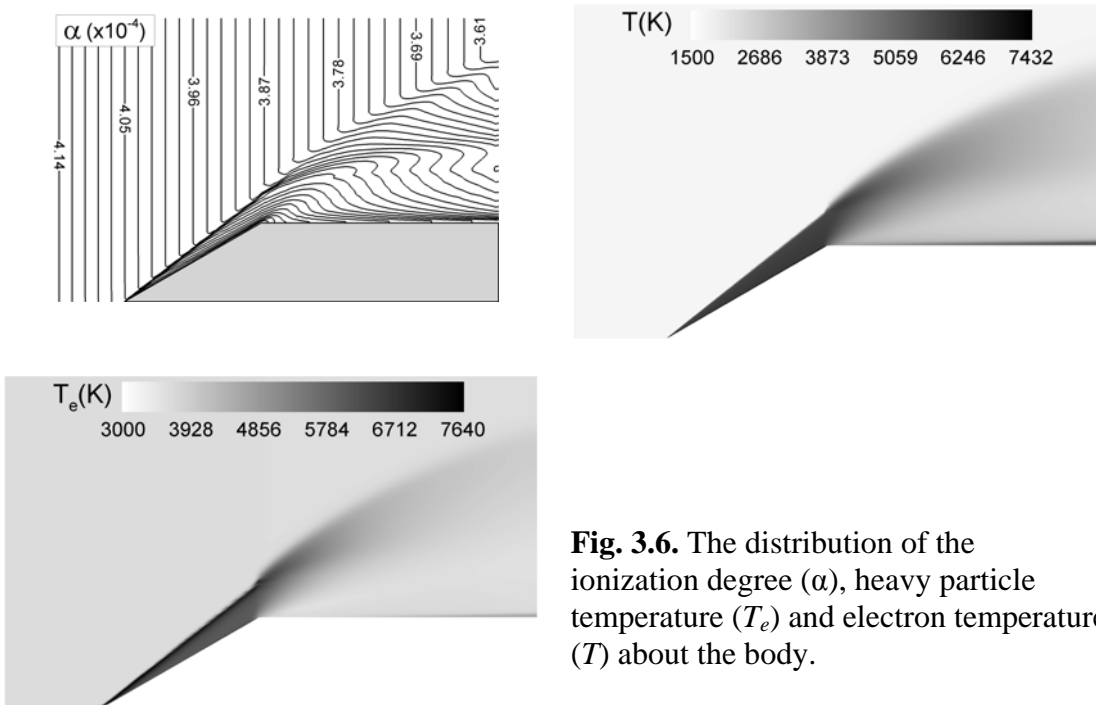 α (x10⁻⁴)
4.14
4.05
3.96
3.87
3.78
3.69
3.61
T(K)
1500 2686 3873 5059 6246 7432
Tₑ(K)
3000 3928 4856 5784 6712 7640
Fig. 3.6. The distribution of the
ionization degree (α), heavy particle
temperature (Tₑ) and electron temperature
(T) about the body.